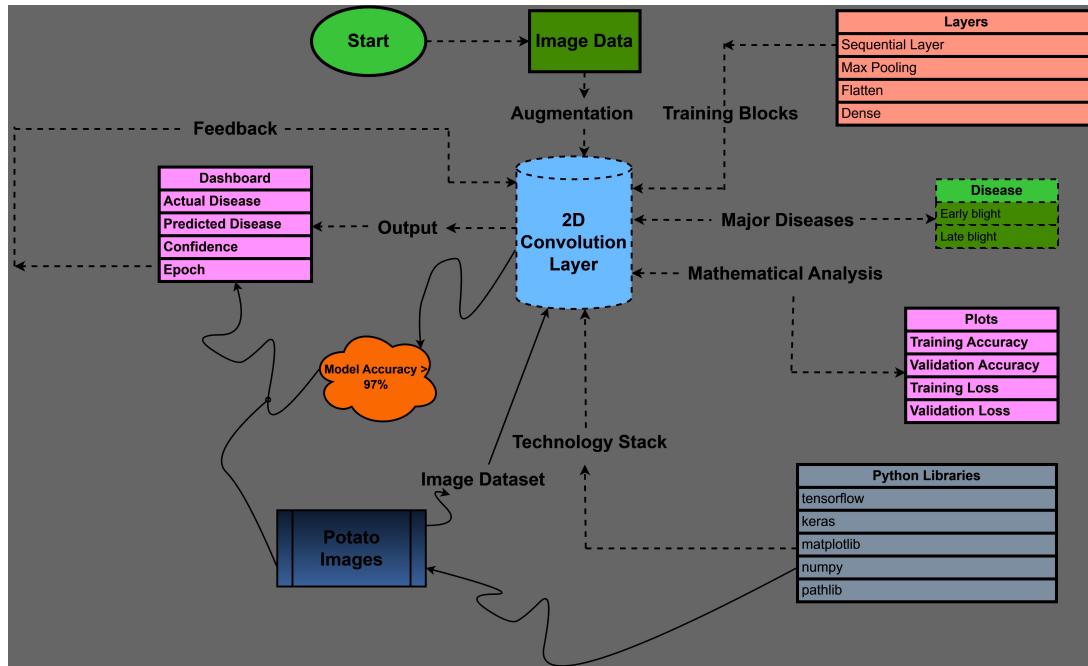 Start
Image Data
Layers
Sequential Layer
Max Pooling
Flatten
Dense
Augmentation
Training Blocks
Feedback
Dashboard
Actual Disease
Predicted Disease
Confidence
Epoch
Output
2D
Convolution
Layer
Major Diseases
Disease
Early blight
Late blight
Mathematical Analysis
Plots
Training Accuracy
Validation Accuracy
Training Loss
Validation Loss
Model Accuracy >
97%
Technology Stack
Image Dataset
Python Libraries
tensorflow
keras
matplotlib
numpy
pathlib
Potato
Images